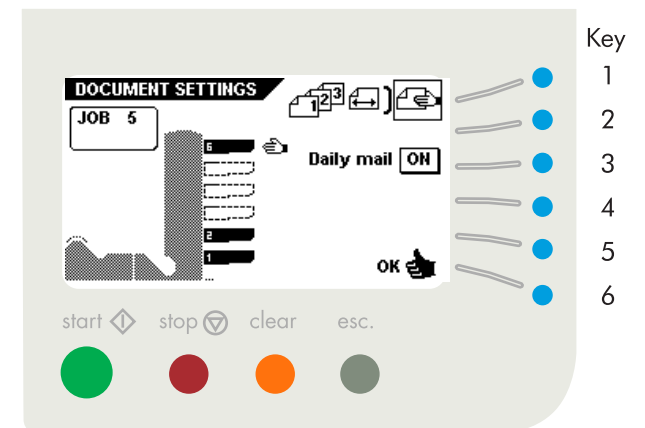 Key
DOCUMENT SETTINGS
123
1
JOB 5
2
6
Daily mail ON
3
4
2
5
1
OK
...
6
start stop clear esc.